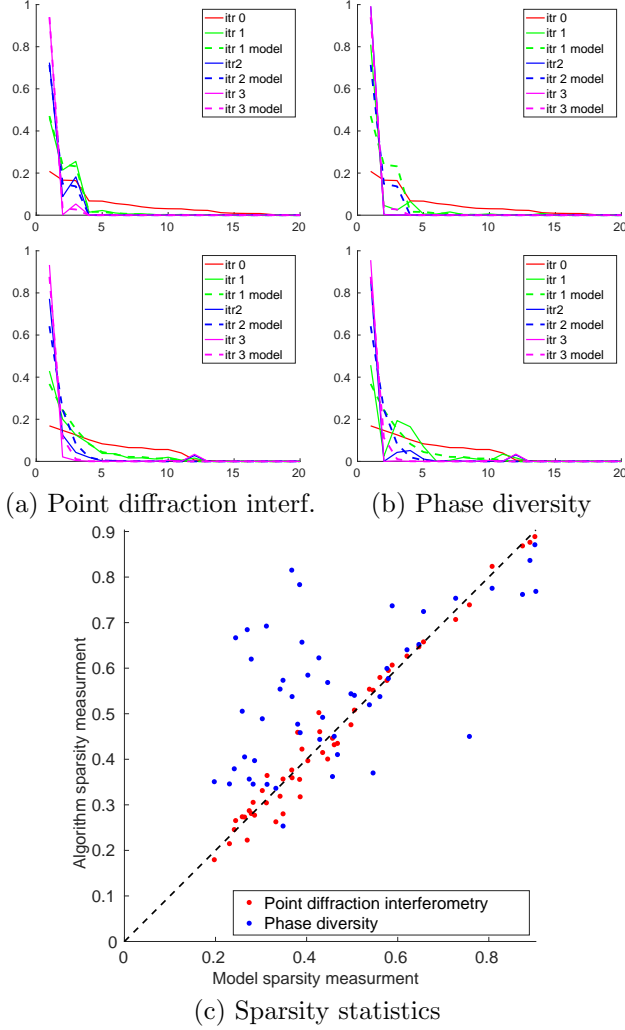 1
0.8
0.6
0.4
0.2
0
0 5 10 15 20
itr 0
itr 1
itr 1 model
itr2
itr 2 model
itr 3
itr 3 model
1
0.8
0.6
0.4
0.2
0
0 5 10 15 20
itr 0
itr 1
itr 1 model
itr2
itr 2 model
itr 3
itr 3 model
1
0.8
0.6
0.4
0.2
0
0 5 10 15 20
itr 0
itr 1
itr 1 model
itr2
itr 2 model
itr 3
itr 3 model
1
0.8
0.6
0.4
0.2
0
0 5 10 15 20
itr 0
itr 1
itr 1 model
itr2
itr 2 model
itr 3
itr 3 model
(a) Point diffraction interf.
(b) Phase diversity
Algorithm sparsity measurment
0.9
0.8
0.7
0.6
0.5
0.4
0.3
0.2
0.1
0
0 0.2 0.4 0.6 0.8
Point diffraction interferometry
Phase diversity
Model sparsity measurment
(c) Sparsity statistics